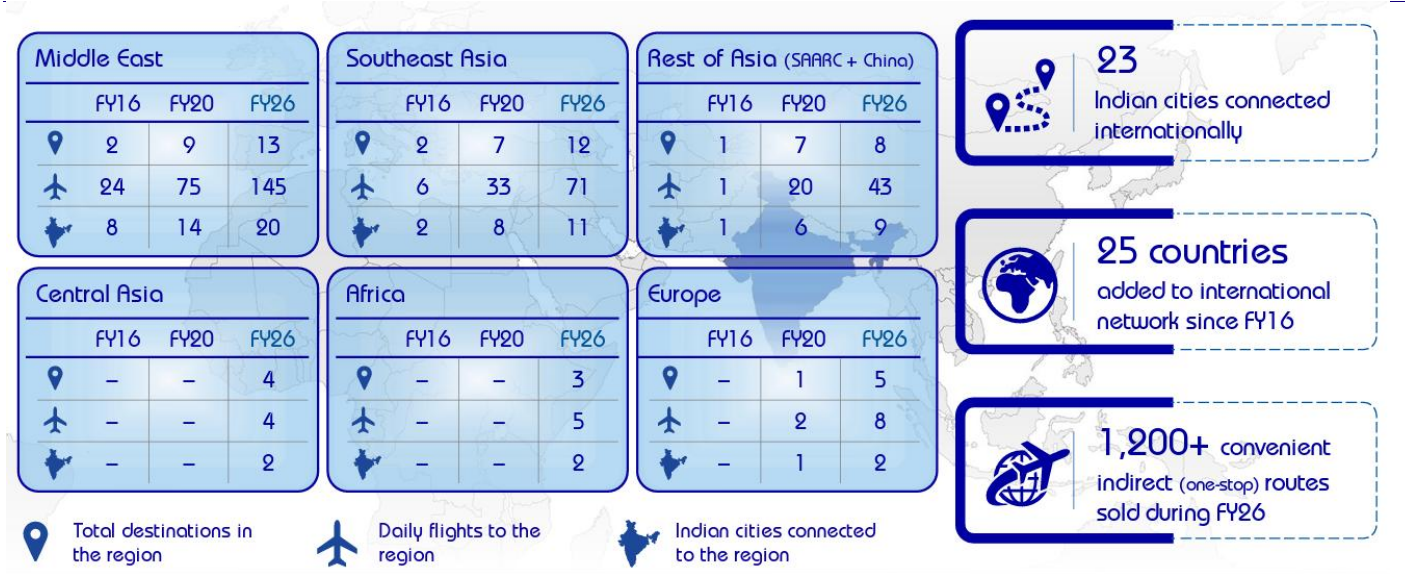 Middle East
FY16 FY20 FY26
2 9 13
24 75 145
8 14 20
Southeast Asia
FY16 FY20 FY26
2 7 12
6 33 71
2 8 11
Rest of Asia (SAARC + China)
FY16 FY20 FY26
1 7 8
1 20 43
1 6 9
Central Asia
FY16 FY20 FY26
– – 4
– – 4
– – 2
Africa
FY16 FY20 FY26
– – 3
– – 5
– – 2
Europe
FY16 FY20 FY26
– 1 5
– 2 8
– 1 2
Total destinations in
the region
Daily flights to the
region
Indian cities connected
to the region
23
Indian cities connected
internationally
25 countries
added to international
network since FY16
1,200+ convenient
indirect (one-stop) routes
sold during FY26